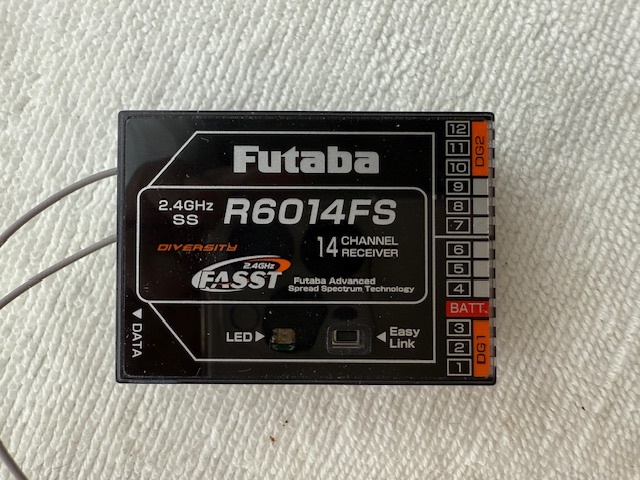 Futaba
2.4GHz
SS
R6014FS
DIVERSITY
14 CHANNEL
RECEIVER
2.4GHz
FASST
Futaba Advanced
Spread Spectrum Technology
LED
Easy
Link
DATA
12
11
10
DG2
9
8
7
6
5
4
BATT.
3
2
1
DG1